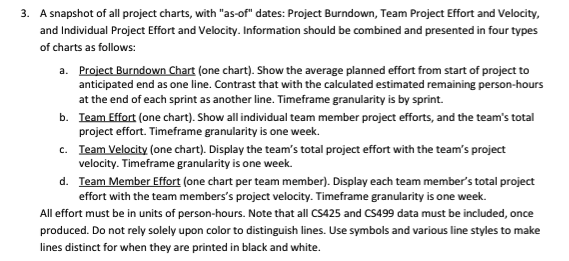 3. A snapshot of all project charts, with "as-of" dates: Project Burndown, Team Project Effort and Velocity,
and Individual Project Effort and Velocity. Information should be combined and presented in four types
of charts as follows:
a. Project Burndown Chart (one chart). Show the average planned effort from start of project to
anticipated end as one line. Contrast that with the calculated estimated remaining person-hours
at the end of each sprint as another line. Timeframe granularity is by sprint.
b. Team Effort (one chart). Show all individual team member project efforts, and the team's total
project effort. Timeframe granularity is one week.
c. Team Velocity (one chart). Display the team's total project effort with the team's project
velocity. Timeframe granularity is one week.
d. Team Member Effort (one chart per team member). Display each team member's total project
effort with the team members's project velocity. Timeframe granularity is one week.
All effort must be in units of person-hours. Note that all CS425 and CS499 data must be included, once
produced. Do not rely solely upon color to distinguish lines. Use symbols and various line styles to make
lines distinct for when they are printed in black and white.